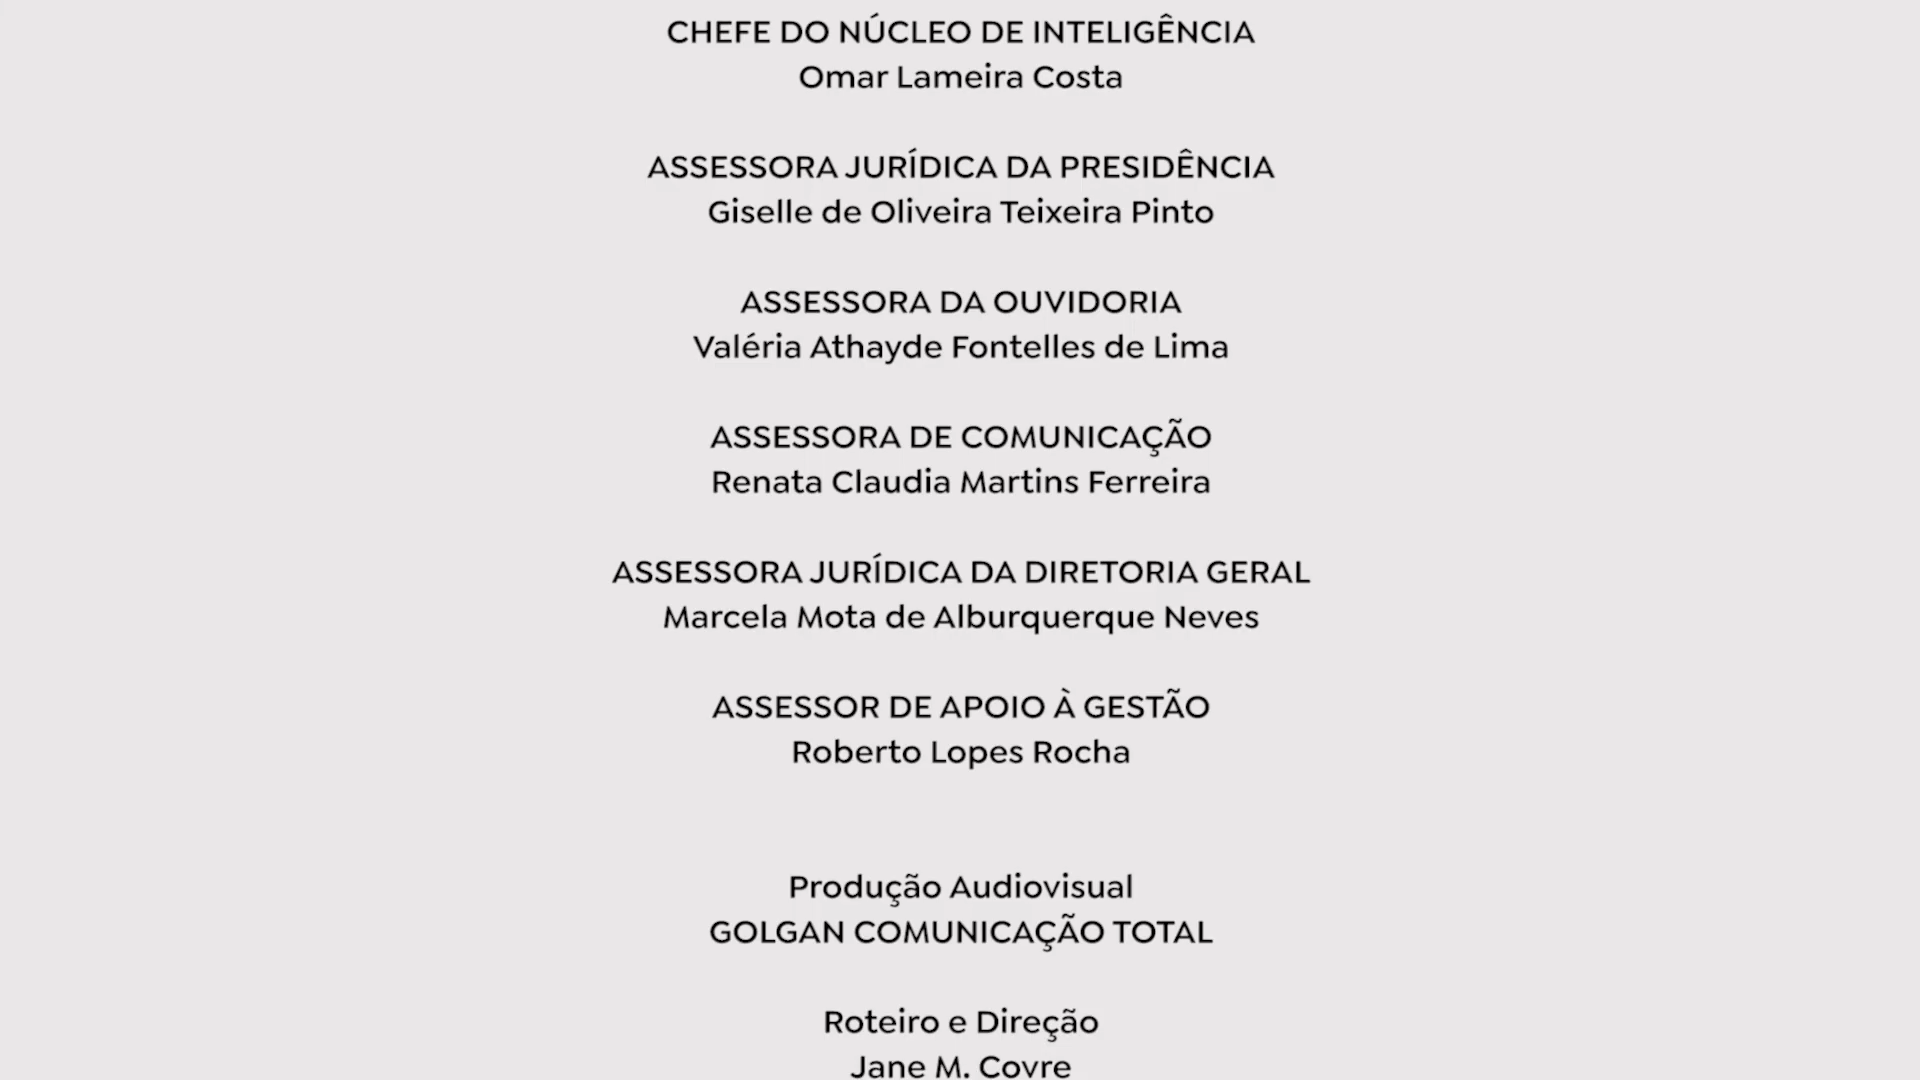 CHEFE DO NÚCLEO DE INTELIGÊNCIA
Omar Lameira Costa
ASSESSORA JURÍDICA DA PRESIDÊNCIA
Giselle de Oliveira Teixeira Pinto
ASSESSORA DA OUVIDORIA
Valéria Athayde Fontelles de Lima
ASSESSORA DE COMUNICAÇÃO
Renata Claudia Martins Ferreira
ASSESSORA JURÍDICA DA DIRETORIA GERAL
Marcela Mota de Alburquerque Neves
ASSESSOR DE APOIO À GESTÃO
Roberto Lopes Rocha
Produção Audiovisual
GOLGAN COMUNICAÇÃO TOTAL
Roteiro e Direção
Jane M. Covre